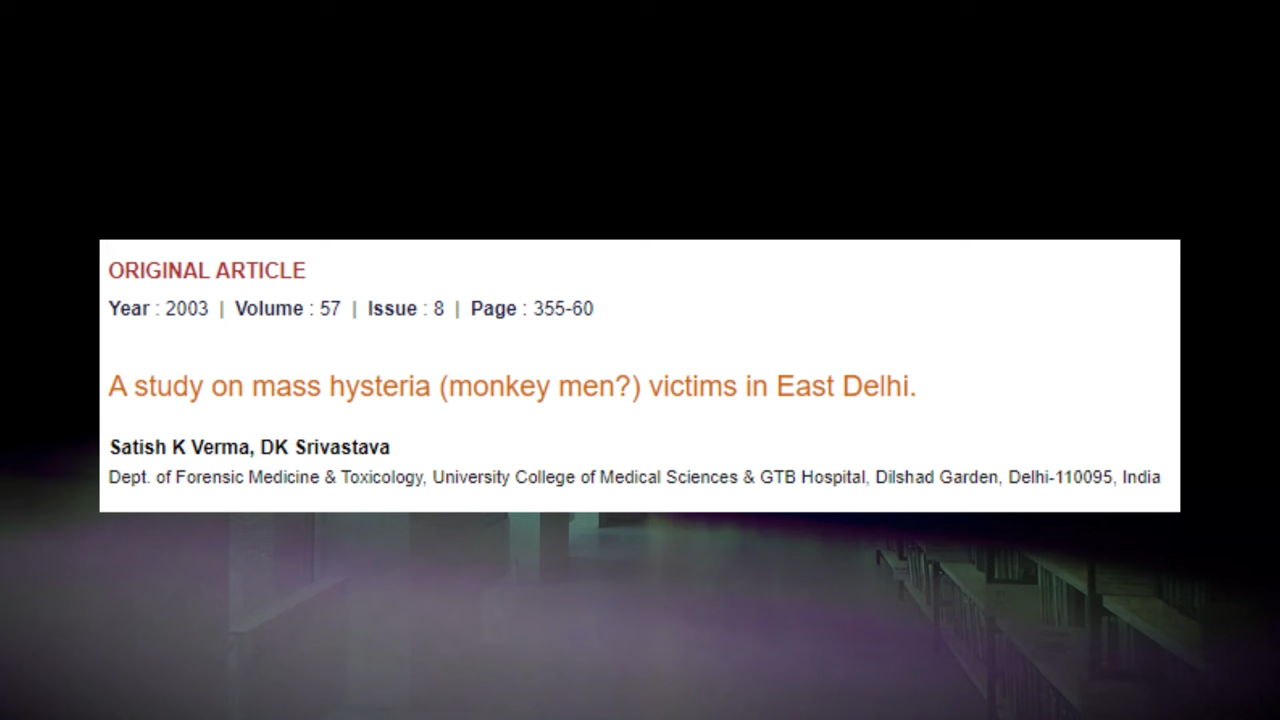 ORIGINAL ARTICLE
Year : 2003 | Volume : 57 | Issue : 8 | Page : 355-60
A study on mass hysteria (monkey men?) victims in East Delhi.
Satish K Verma, DK Srivastava
Dept. of Forensic Medicine & Toxicology, University College of Medical Sciences & GTB Hospital, Dilshad Garden, Delhi-110095, India